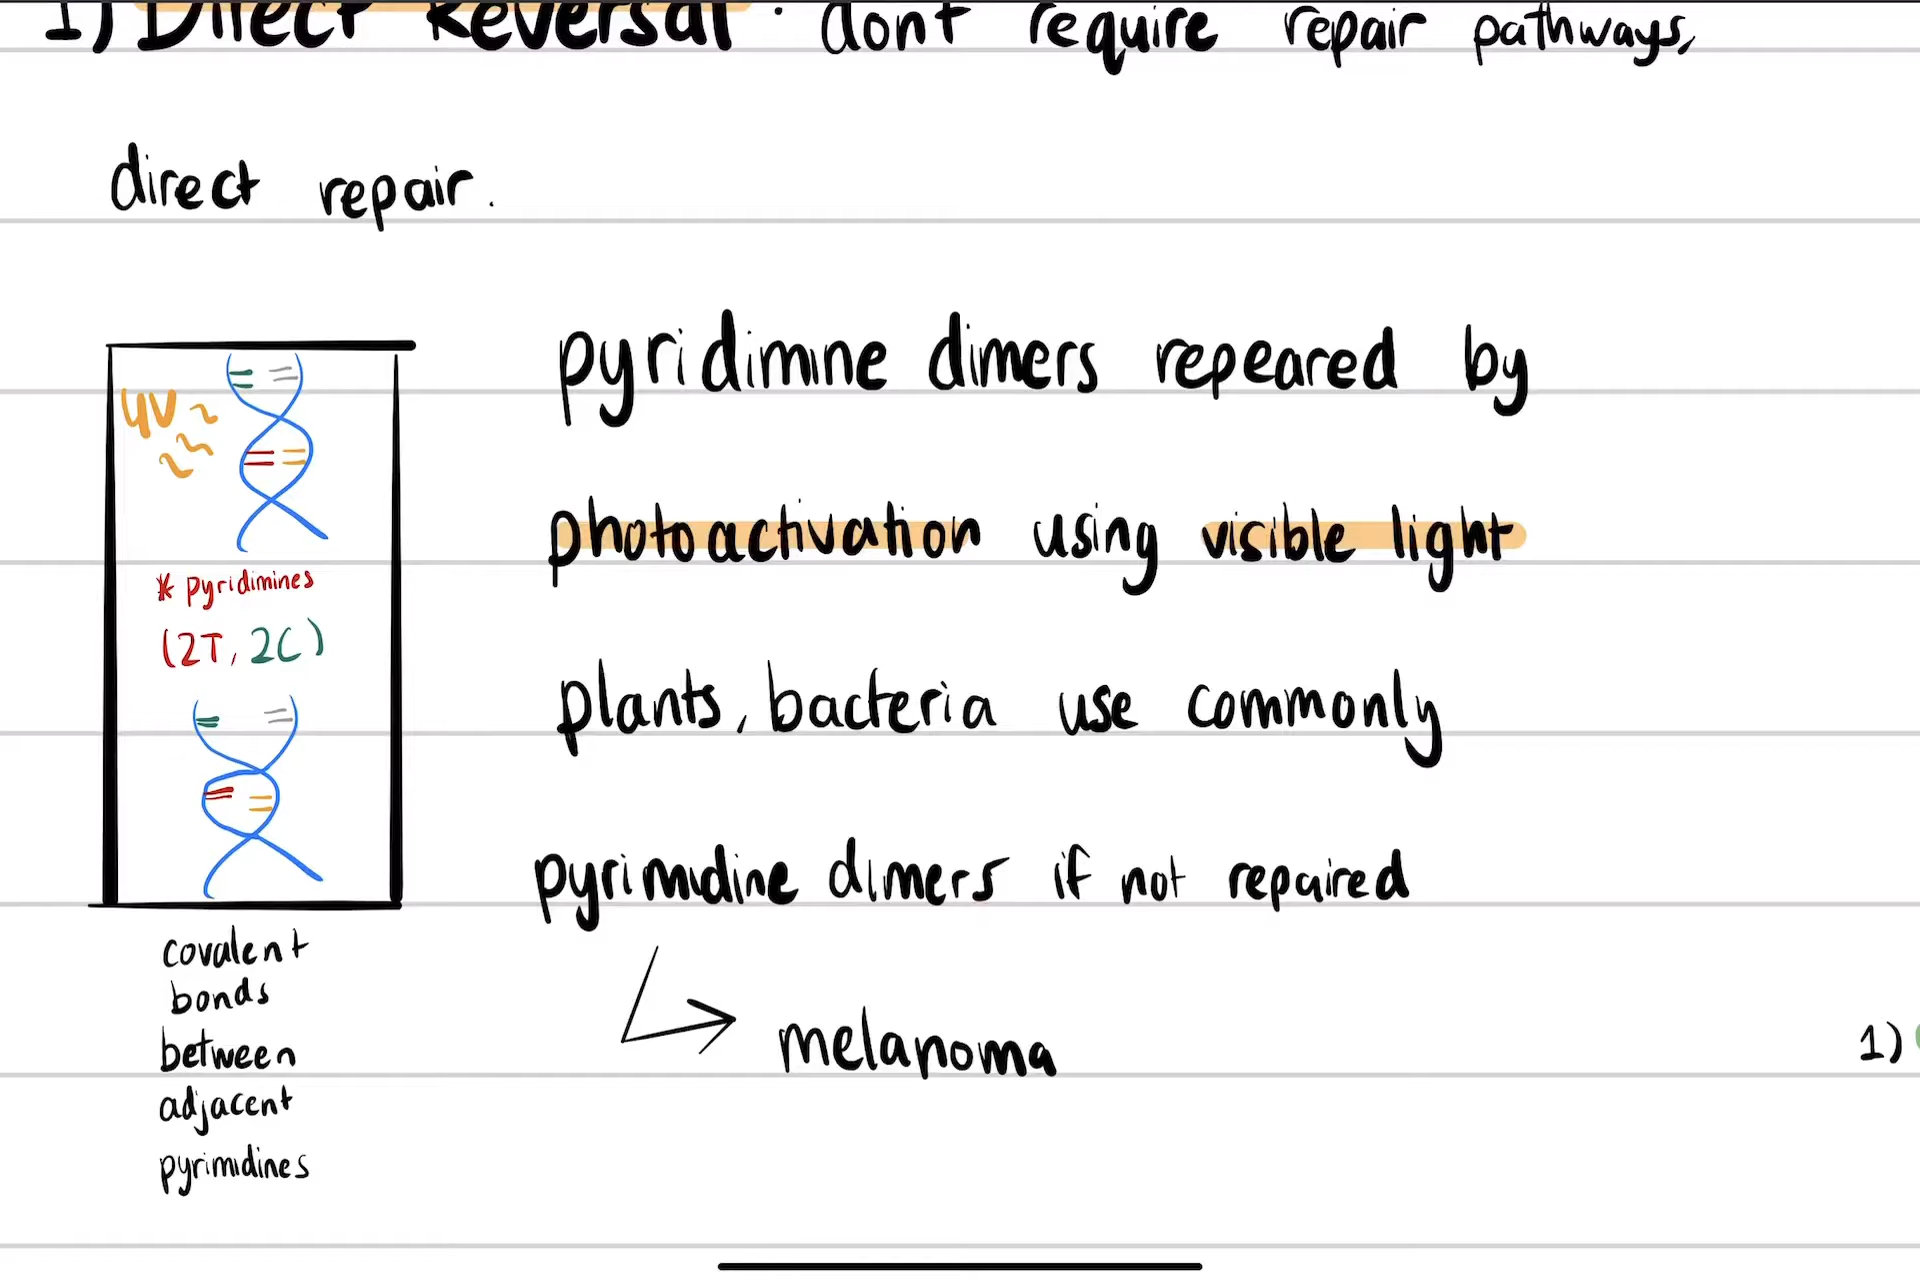 1) Direct Reversal · dont require repair pathways,
direct repair.
pyridimine dimers repeared by
photoactivation using visible light
plants, bacteria use commonly
pyrimidine dimers if not repaired
melanoma
UV
* pyridimines
(2T, 2C)
covalent
bonds
between
adjacent
pyrimidines
1)